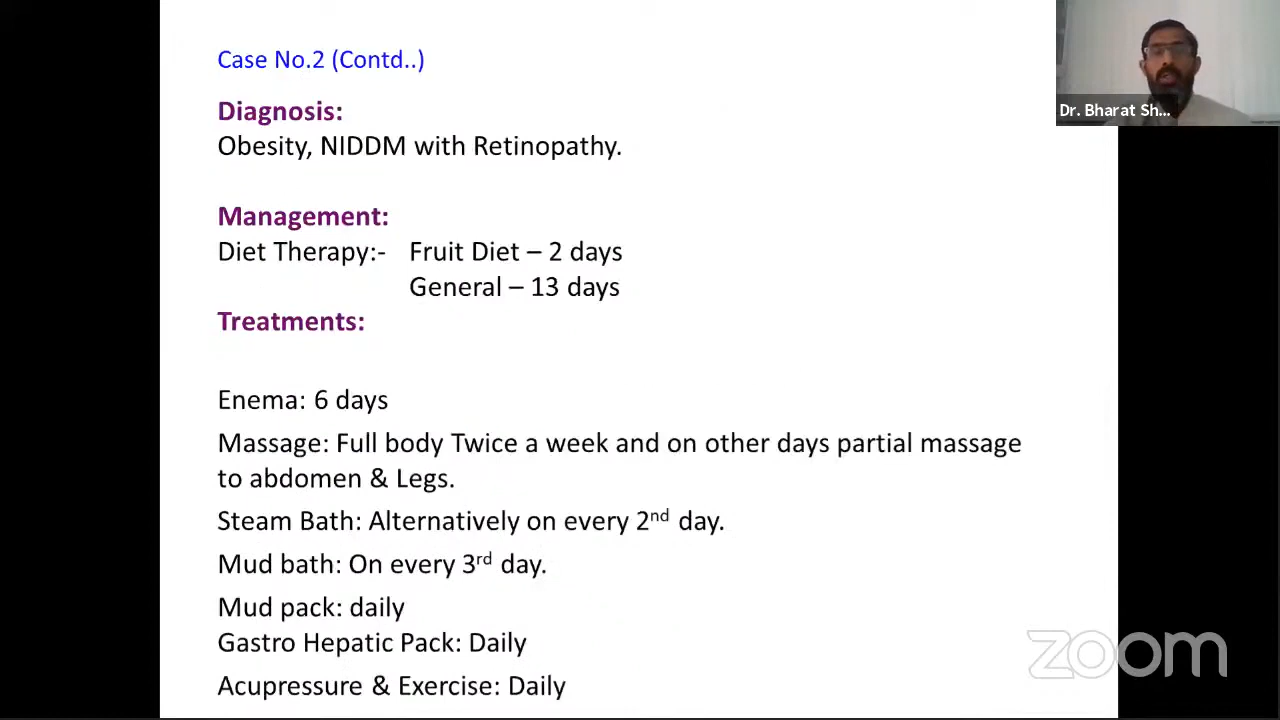 Case No.2 (Contd..)
Dr. Bharat Sh...
Diagnosis:
Obesity, NIDDM with Retinopathy.
Management:
Diet Therapy:- Fruit Diet – 2 days
General – 13 days
Treatments:
Enema: 6 days
Massage: Full body Twice a week and on other days partial massage
to abdomen & Legs.
Steam Bath: Alternatively on every 2nd day.
Mud bath: On every 3rd day.
Mud pack: daily
Gastro Hepatic Pack: Daily
Acupressure & Exercise: Daily
zoom